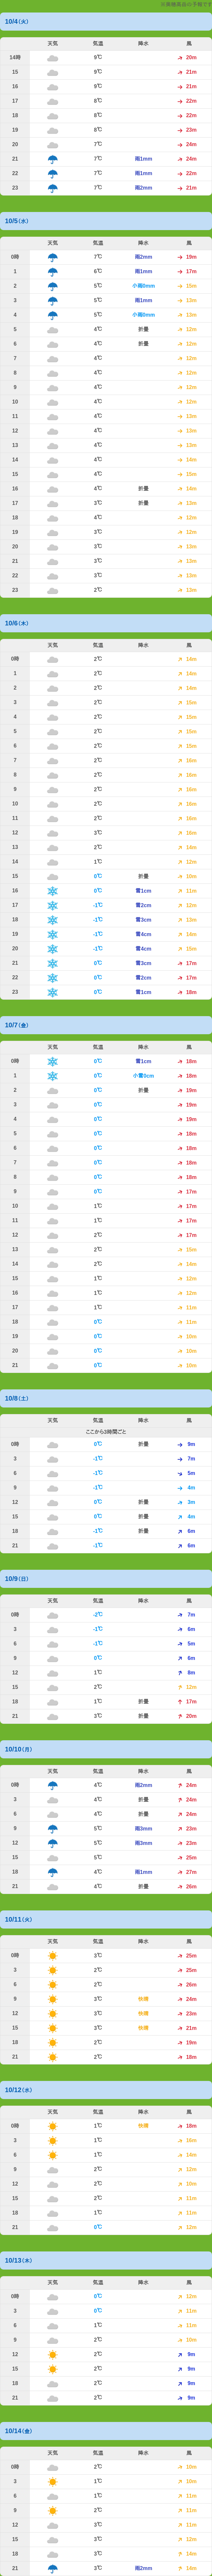 10/4(火)
天気 気温 降水 風
14時 9℃ 20m
15 9℃ 21m
16 9℃ 21m
17 8℃ 22m
18 8℃ 22m
19 8℃ 23m
20 7℃ 24m
21 7℃ 雨1mm 24m
22 7℃ 雨1mm 22m
23 7℃ 雨2mm 21m
10/5(水)
天気 気温 降水 風
0時 7℃ 雨2mm 19m
1 6℃ 雨1mm 17m
2 5℃ 小雨0mm 15m
3 5℃ 雨1mm 13m
4 5℃ 小雨0mm 13m
5 4℃ 折畳 12m
6 4℃ 折畳 12m
7 4℃ 12m
8 4℃ 12m
9 4℃ 12m
10 4℃ 12m
11 4℃ 13m
12 4℃ 13m
13 4℃ 13m
14 4℃ 14m
15 4℃ 15m
16 4℃ 折畳 14m
17 3℃ 折畳 13m
18 4℃ 12m
19 3℃ 12m
20 3℃ 13m
21 3℃ 13m
22 3℃ 13m
23 2℃ 13m
10/6(木)
天気 気温 降水 風
0時 2℃ 14m
1 2℃ 14m
2 2℃ 14m
3 2℃ 15m
4 2℃ 15m
5 2℃ 15m
6 2℃ 15m
7 2℃ 16m
8 2℃ 16m
9 2℃ 16m
10 2℃ 16m
11 2℃ 16m
12 3℃ 16m
13 2℃ 14m
14 1℃ 12m
15 0℃ 折畳 10m
16 0℃ 雪1cm 11m
17 -1℃ 雪2cm 12m
18 -1℃ 雪3cm 13m
19 -1℃ 雪4cm 14m
20 -1℃ 雪4cm 15m
21 0℃ 雪3cm 17m
22 0℃ 雪2cm 17m
23 0℃ 雪1cm 18m
10/7(金)
天気 気温 降水 風
0時 0℃ 雪1cm 18m
1 0℃ 小雪0cm 18m
2 0℃ 折畳 19m
3 0℃ 19m
4 0℃ 19m
5 0℃ 18m
6 0℃ 18m
7 0℃ 18m
8 0℃ 18m
9 0℃ 17m
10 1℃ 17m
11 1℃ 17m
12 2℃ 17m
13 2℃ 15m
14 2℃ 14m
15 1℃ 12m
16 1℃ 12m
17 1℃ 11m
18 0℃ 11m
19 0℃ 10m
20 0℃ 10m
21 0℃ 10m
10/8(土)
天気 気温 降水 風
ここから3時間ごと
0時 0℃ 折畳 9m
3 -1℃ 7m
6 -1℃ 5m
9 -1℃ 4m
12 0℃ 折畳 3m
15 0℃ 折畳 4m
18 -1℃ 折畳 6m
21 -1℃ 6m
10/9(日)
天気 気温 降水 風
0時 -2℃ 7m
3 -1℃ 6m
6 -1℃ 5m
9 0℃ 6m
12 1℃ 8m
15 2℃ 12m
18 1℃ 折畳 17m
21 3℃ 折畳 20m
10/10(月)
天気 気温 降水 風
0時 4℃ 雨2mm 24m
3 4℃ 折畳 24m
6 4℃ 折畳 24m
9 5℃ 雨3mm 23m
12 5℃ 雨3mm 23m
15 5℃ 25m
18 4℃ 雨1mm 27m
21 4℃ 折畳 26m
10/11(火)
天気 気温 降水 風
0時 3℃ 25m
3 2℃ 25m
6 2℃ 26m
9 3℃ 快晴 24m
12 3℃ 快晴 23m
15 3℃ 快晴 21m
18 2℃ 19m
21 2℃ 18m
10/12(水)
天気 気温 降水 風
0時 1℃ 快晴 18m
3 1℃ 16m
6 1℃ 14m
9 2℃ 12m
12 2℃ 10m
15 2℃ 11m
18 1℃ 11m
21 0℃ 12m
10/13(木)
天気 気温 降水 風
0時 0℃ 12m
3 0℃ 11m
6 1℃ 11m
9 2℃ 10m
12 2℃ 9m
15 2℃ 9m
18 2℃ 9m
21 2℃ 9m
10/14(金)
天気 気温 降水 風
0時 2℃ 10m
3 1℃ 10m
6 1℃ 11m
9 2℃ 11m
12 3℃ 11m
15 3℃ 12m
18 3℃ 14m
21 3℃ 雨2mm 14m